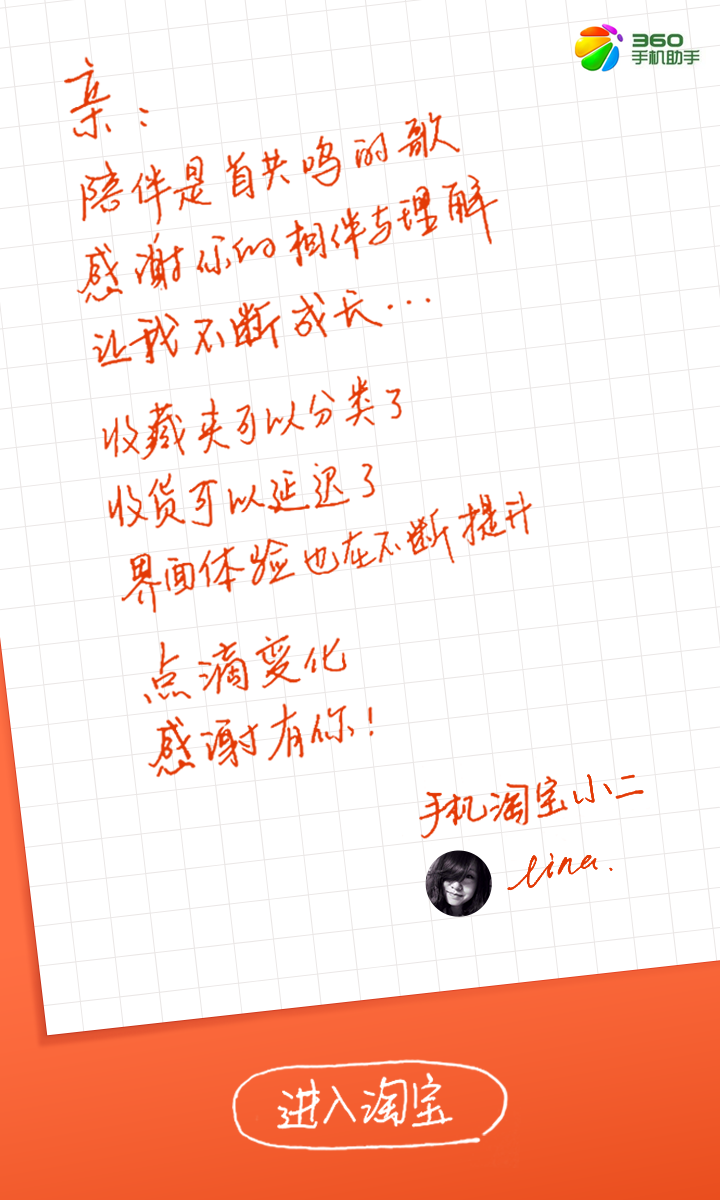 360
手机助手
亲：
陪伴是首共鸣的歌
感谢你的相伴与理解
让我不断成长…
收藏夹可以分类了
收货可以延迟了
界面体验也在不断提升
点滴变化
感谢有你！
手机淘宝小二
lina.
进入淘宝